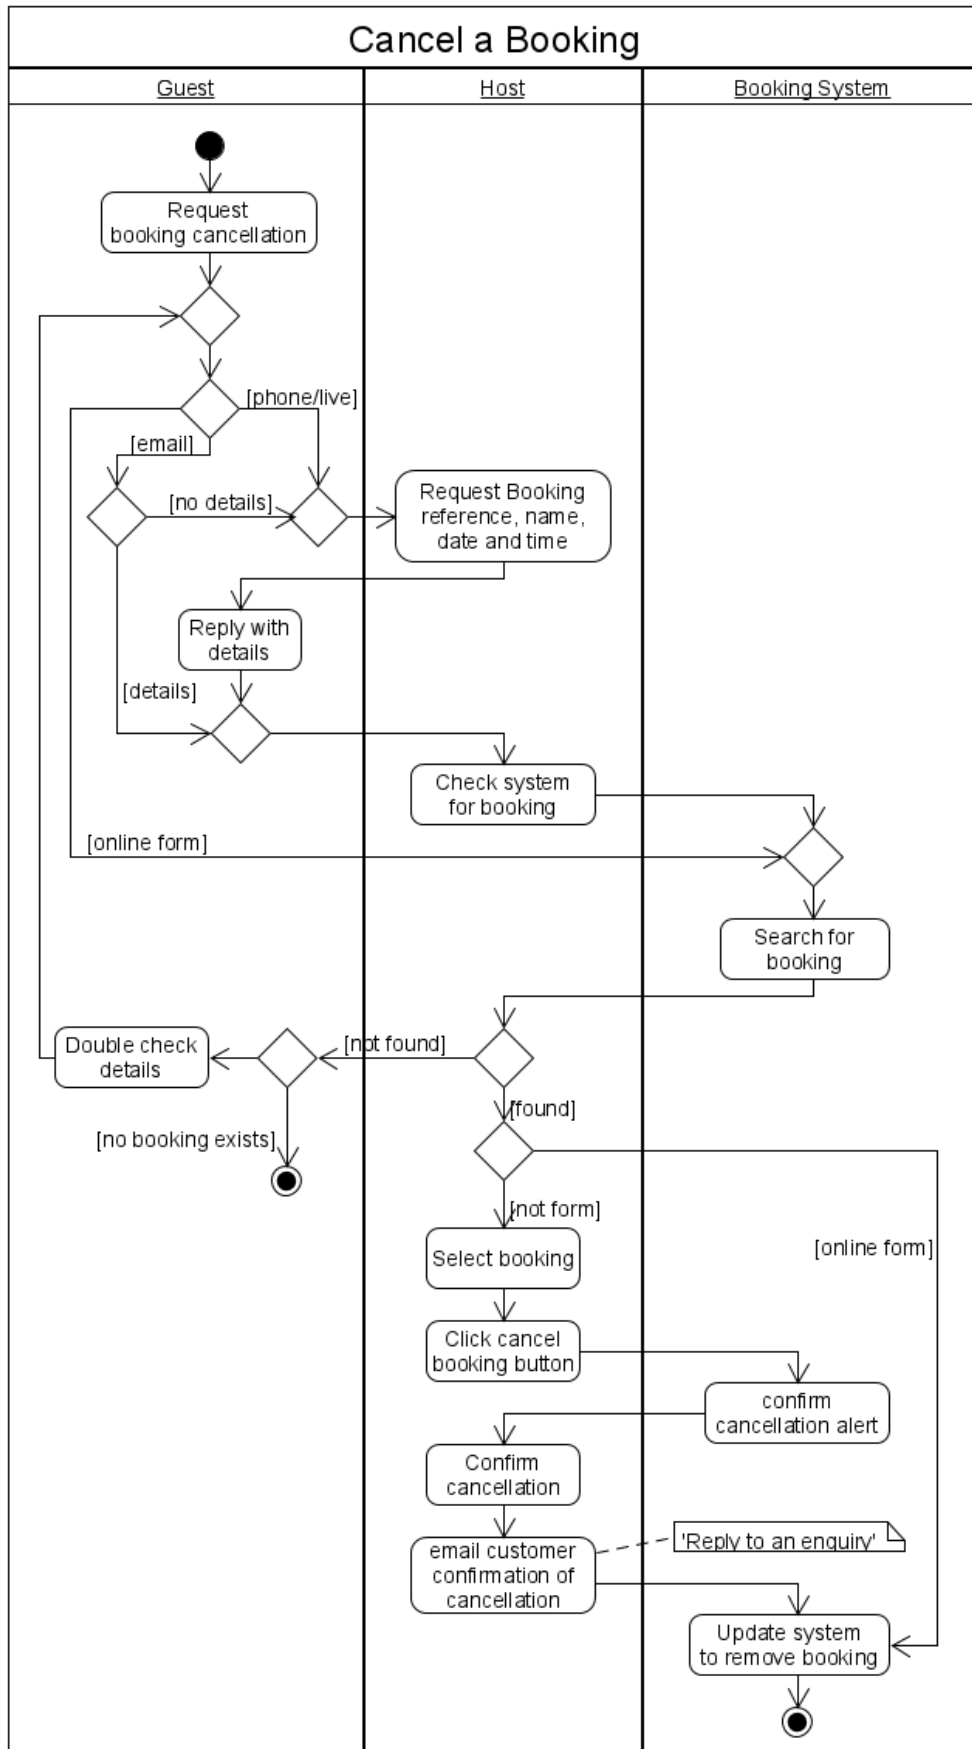 Cancel a Booking
Guest
Host
Booking System
Request
booking cancellation
[phone/live]
[email]
[no details]
Request Booking
reference, name,
date and time
Reply with
details
[details]
Check system
for booking
[online form]
Search for
booking
[not found]
Double check
details
[found]
[no booking exists]
[not form]
[online form]
Select booking
Click cancel
booking button
confirm
cancellation alert
Confirm
cancellation
'Reply to an enquiry'
email customer
confirmation of
cancellation
Update system
to remove booking